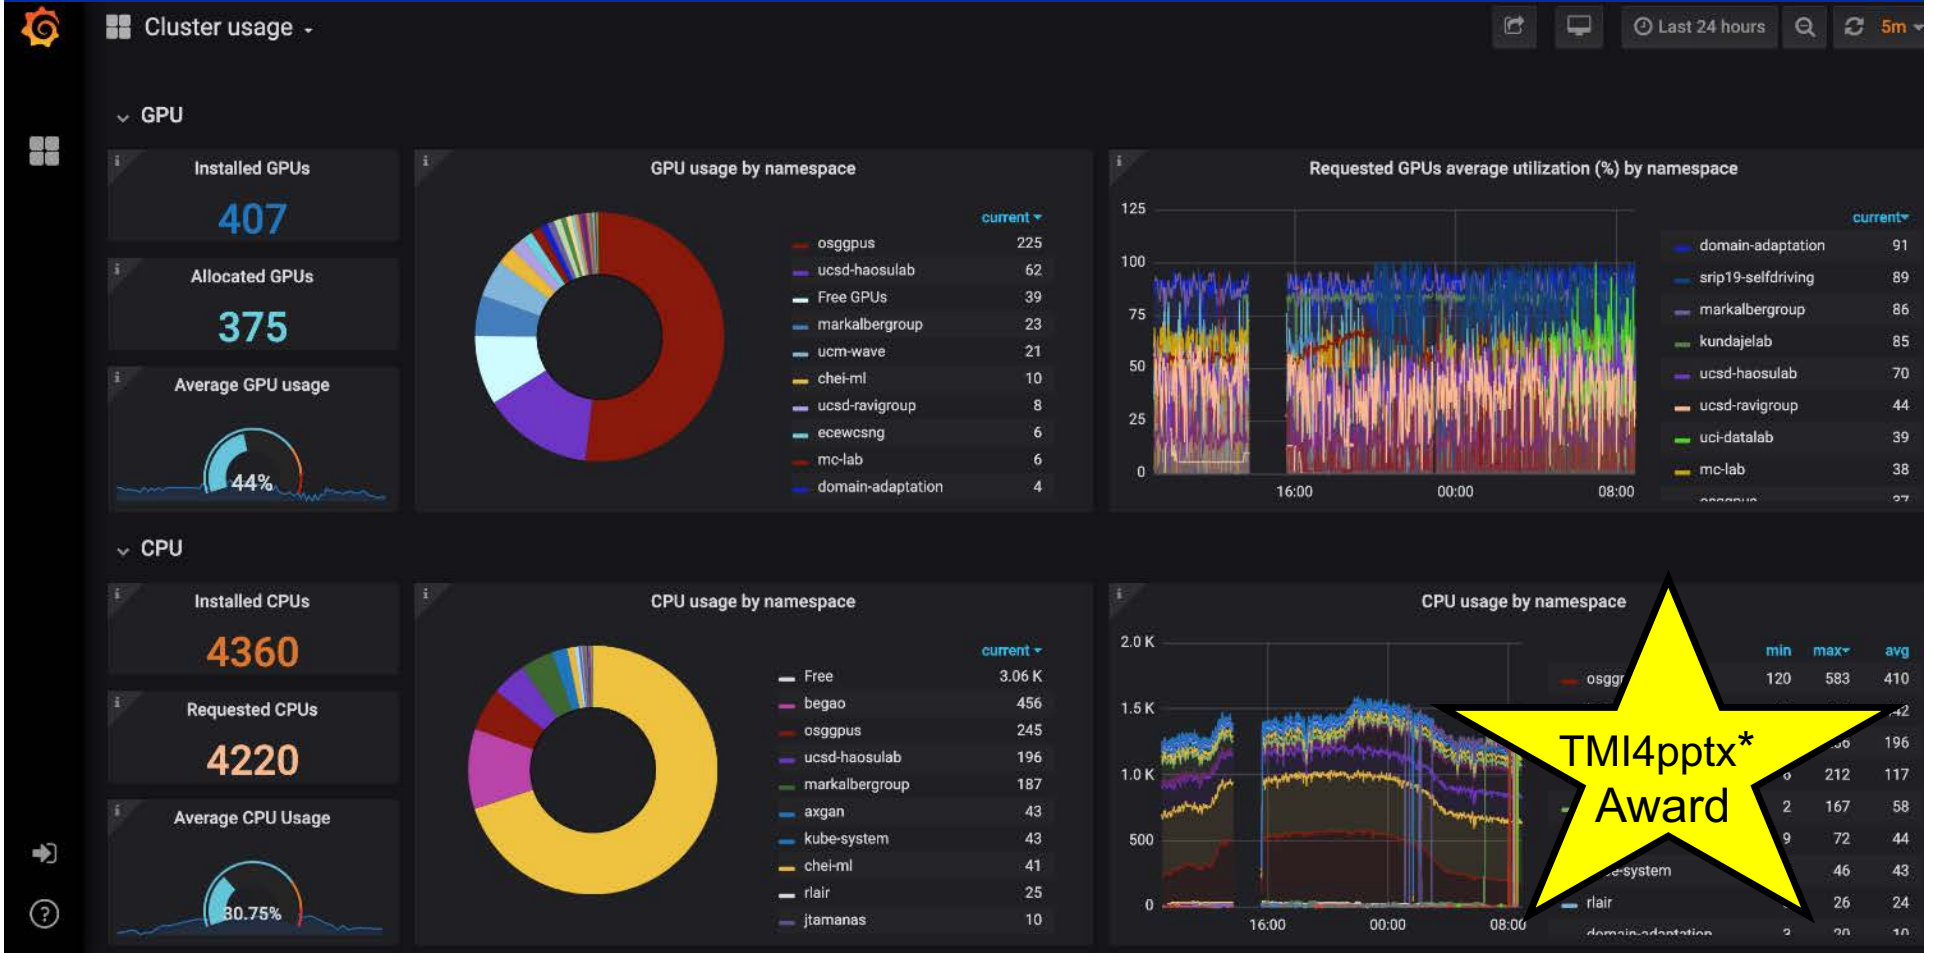 Cluster usage
Last 24 hours
5m
GPU
Installed GPUs
407
Allocated GPUs
375
Average GPU usage
44%
GPU usage by namespace
current
osggpus 225
ucsd-haosulab 62
Free GPUs 39
markalbergroup 23
ucm-wave 21
chei-ml 10
ucsd-ravigroup 8
ecewcsng 6
mc-lab 6
domain-adaptation 4
Requested GPUs average utilization (%) by namespace
125
100
75
50
25
0
16:00 00:00 08:00
current
domain-adaptation 91
srip19-selfdriving 89
markalbergroup 86
kundajelab 85
ucsd-haosulab 70
ucsd-ravigroup 44
uci-datalab 39
mc-lab 38
osggpus 37
CPU
Installed CPUs
4360
Requested CPUs
4220
Average CPU Usage
30.75%
CPU usage by namespace
current
Free 3.06 K
begao 456
osggpus 245
ucsd-haosulab 196
markalbergroup 187
axgan 43
kube-system 43
chei-ml 41
rlair 25
jtamanas 10
CPU usage by namespace
2.0 K
1.5 K
1.0 K
500
0
16:00 00:00 08:00
min max avg
120 583 410
196
212 117
2 167 58
9 72 44
46 43
rlair 26 24
domain-adaptation 3 20 10
TMI4pptx*
Award